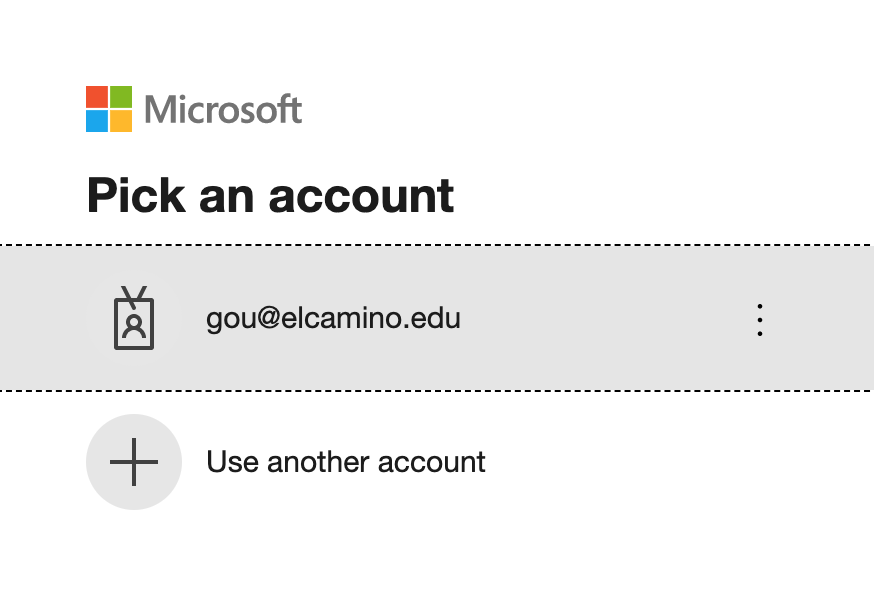 Microsoft
Pick an account
gou@elcamino.edu
Use another account